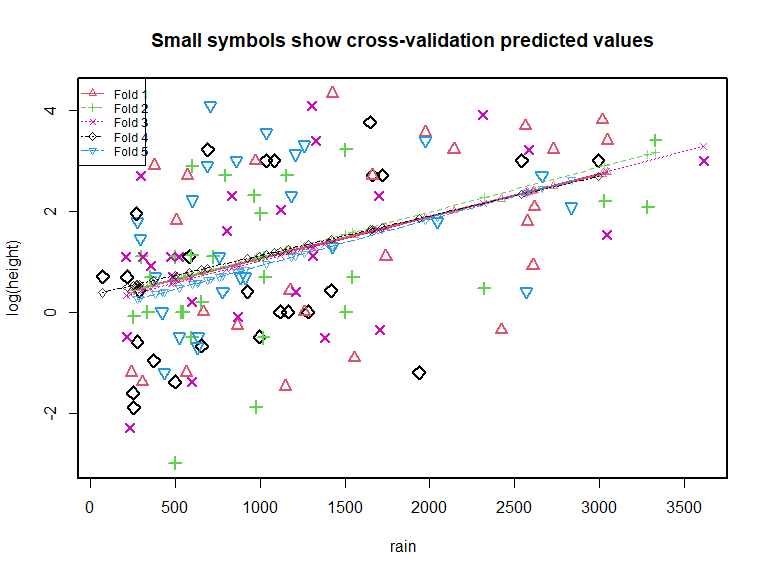 Small symbols show cross-validation predicted values
Fold 1
Fold 2
Fold 3
Fold 4
Fold 5
4
2
0
-2
log(height)
0 500 1000 1500 2000 2500 3000 3500
rain